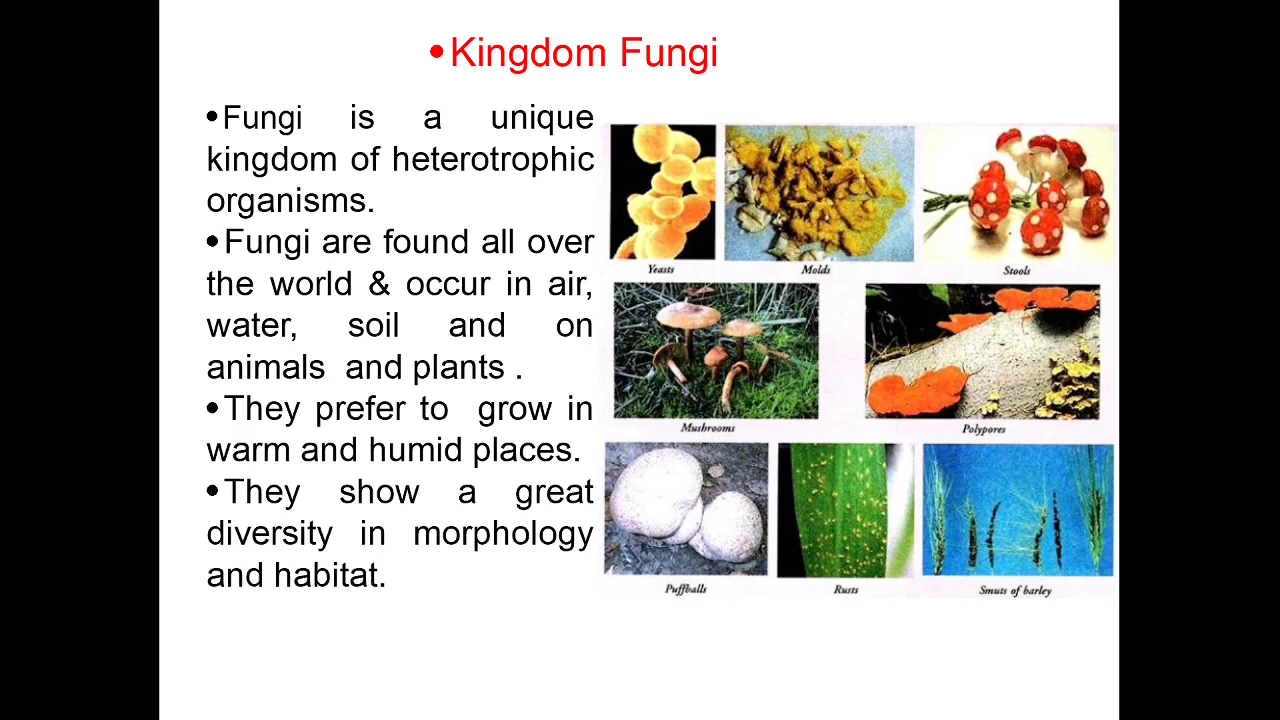 •Kingdom Fungi
•Fungi is a unique
kingdom of heterotrophic
organisms.
•Fungi are found all over
the world & occur in air,
water, soil and on
animals and plants .
•They prefer to grow in
warm and humid places.
•They show a great
diversity in morphology
and habitat.
Yeasts
Molds
Stools
Mushrooms
Polypores
Puffballs
Rusts
Smuts of barley